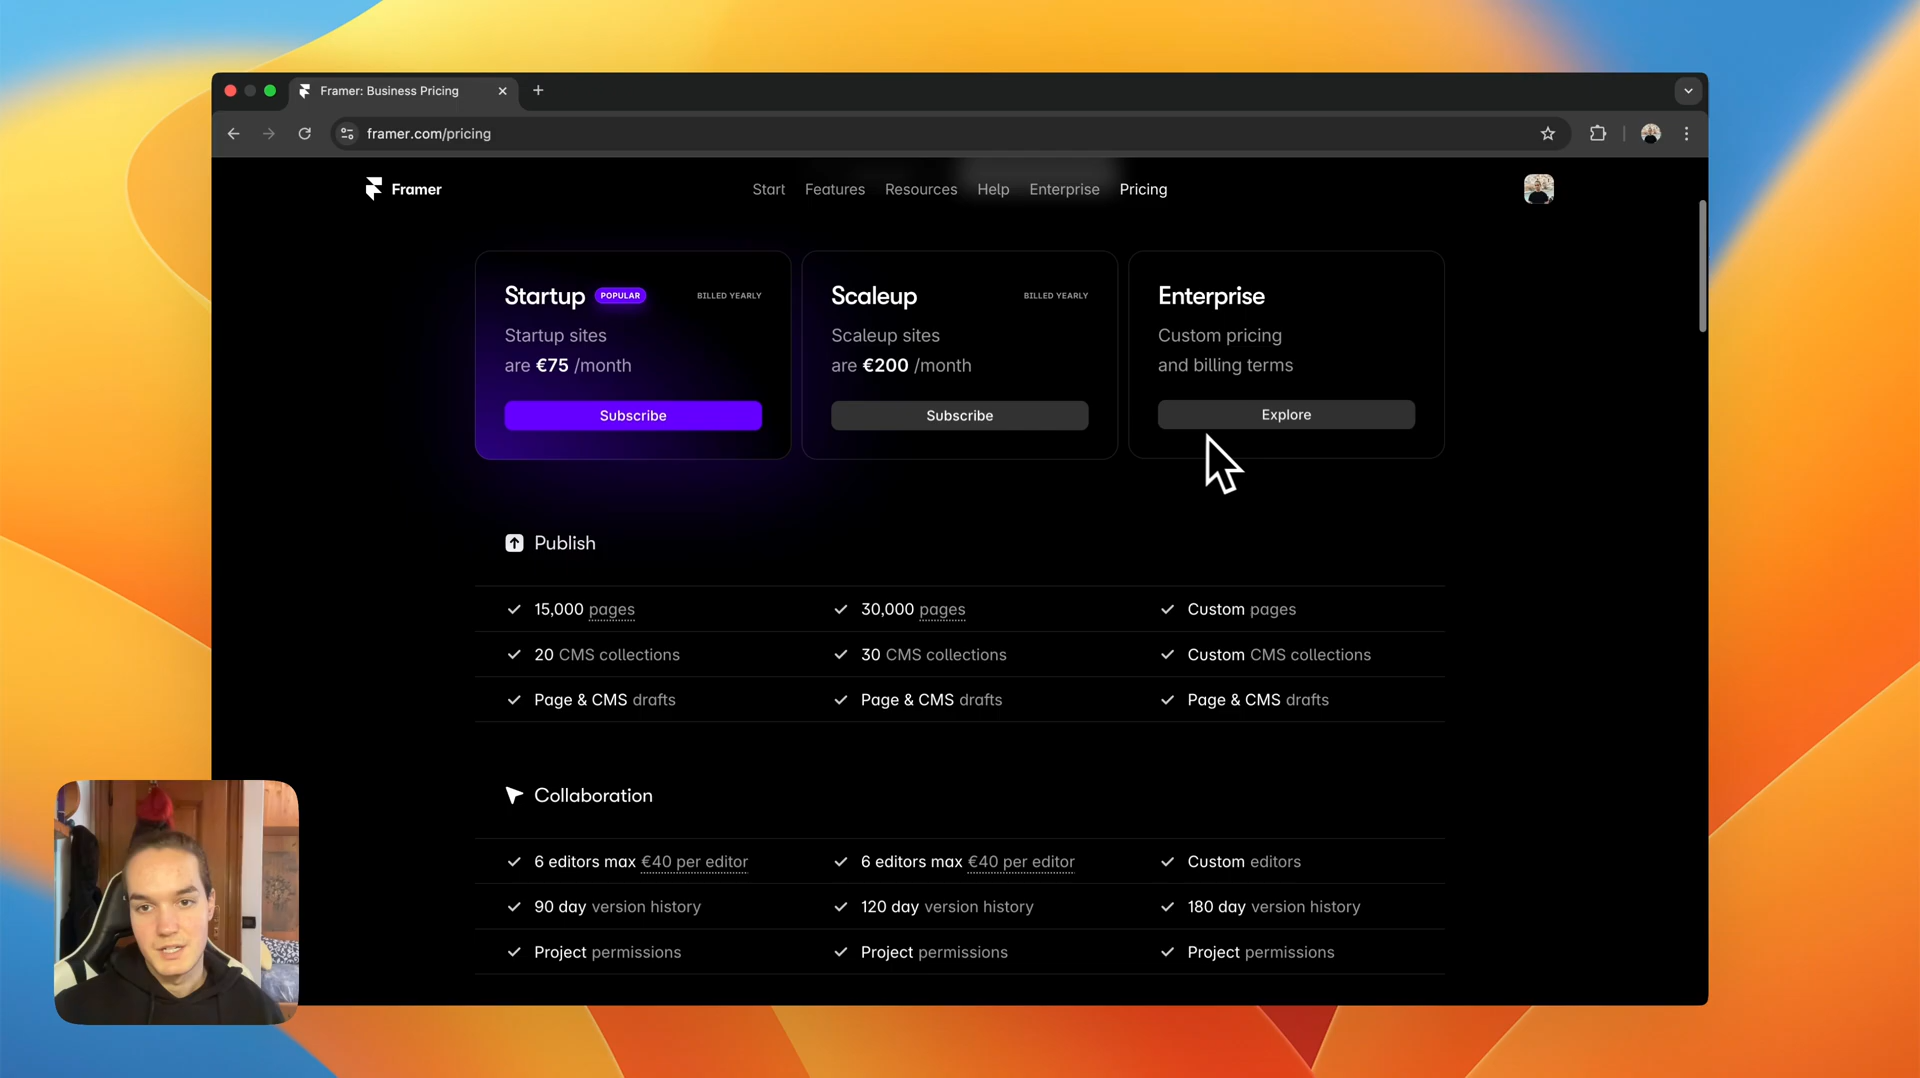 Framer: Business Pricing
framer.com/pricing
Framer
Start Features Resources Help Enterprise Pricing
Startup POPULAR BILLED YEARLY
Startup sites
are €75 /month
Subscribe
Scaleup BILLED YEARLY
Scaleup sites
are €200 /month
Subscribe
Enterprise
Custom pricing
and billing terms
Explore
Publish
15,000 pages 30,000 pages Custom pages
20 CMS collections 30 CMS collections Custom CMS collections
Page & CMS drafts Page & CMS drafts Page & CMS drafts
Collaboration
6 editors max €40 per editor 6 editors max €40 per editor Custom editors
90 day version history 120 day version history 180 day version history
Project permissions Project permissions Project permissions